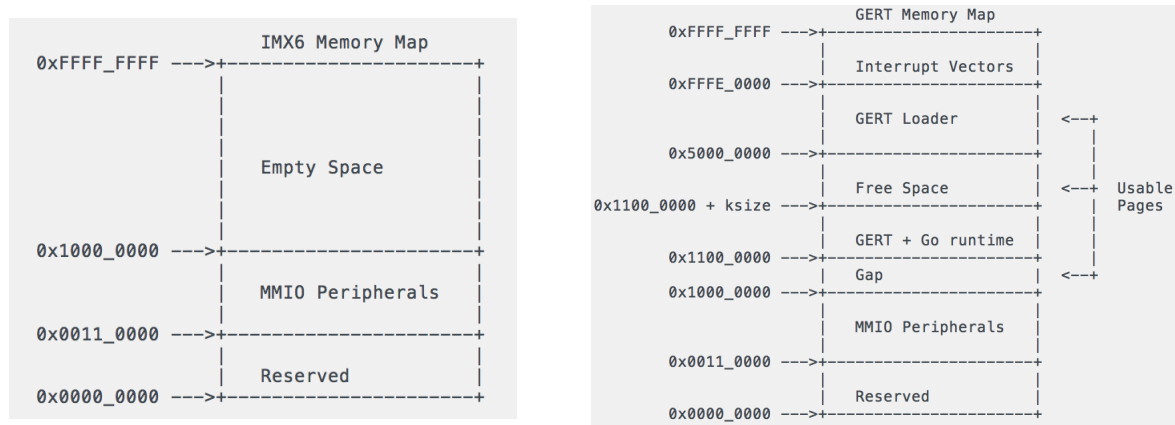 IMX6 Memory Map
0xFFFF_FFFF --->+-----------------------+
Empty Space
0x1000_0000 --->+-----------------------+
MMIO Peripherals
0x0011_0000 --->+-----------------------+
Reserved
0x0000_0000 --->+-----------------------+
GERT Memory Map
0xFFFF_FFFF --->+-----------------------+
Interrupt Vectors
0xFFFE_0000 --->+-----------------------+
GERT Loader | <--+
0x5000_0000 --->+-----------------------+
Free Space | <--+ Usable
0x1100_0000 + ksize --->+-----------------------+ | Pages
GERT + Go runtime
0x1100_0000 --->+-----------------------+
Gap | <--+
0x1000_0000 --->+-----------------------+
MMIO Peripherals
0x0011_0000 --->+-----------------------+
Reserved
0x0000_0000 --->+-----------------------+